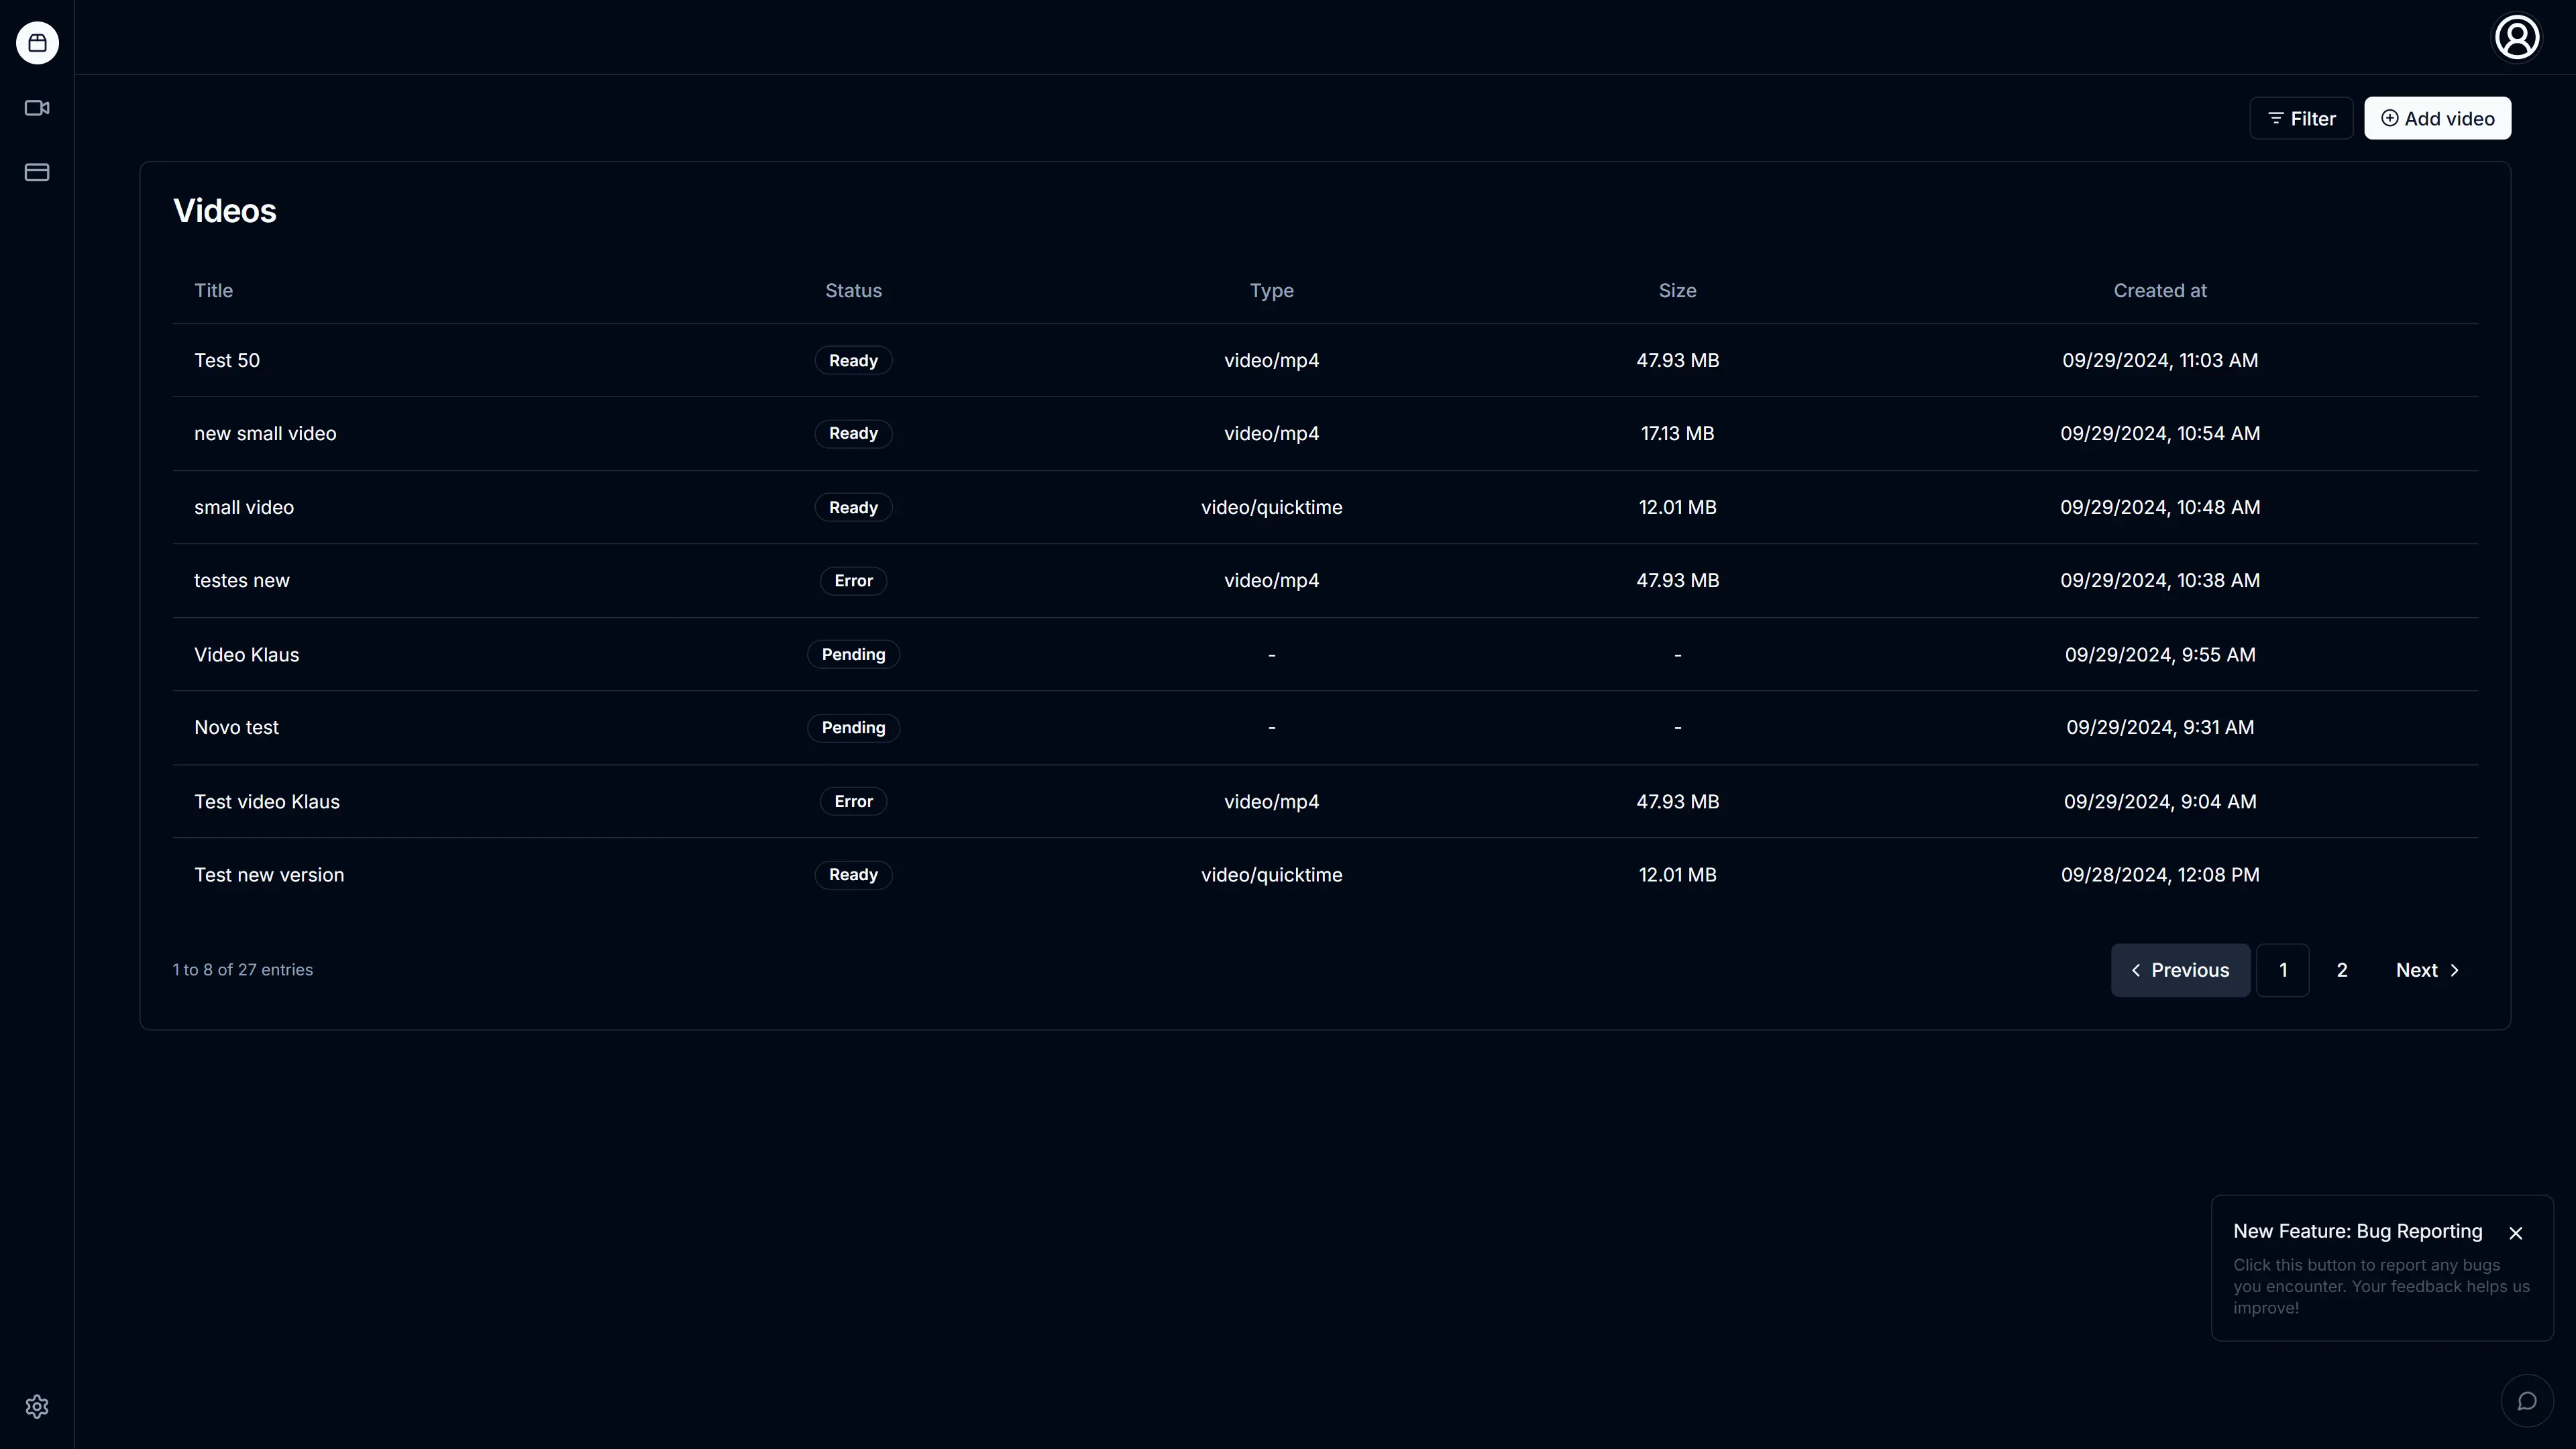 Filter
Add video
Videos
Title Status Type Size Created at
Test 50 Ready video/mp4 47.93 MB 09/29/2024, 11:03 AM
new small video Ready video/mp4 17.13 MB 09/29/2024, 10:54 AM
small video Ready video/quicktime 12.01 MB 09/29/2024, 10:48 AM
testes new Error video/mp4 47.93 MB 09/29/2024, 10:38 AM
Video Klaus Pending - - 09/29/2024, 9:55 AM
Novo test Pending - - 09/29/2024, 9:31 AM
Test video Klaus Error video/mp4 47.93 MB 09/29/2024, 9:04 AM
Test new version Ready video/quicktime 12.01 MB 09/28/2024, 12:08 PM
1 to 8 of 27 entries
Previous 1 2 Next
New Feature: Bug Reporting
Click this button to report any bugs
you encounter. Your feedback helps us
improve!